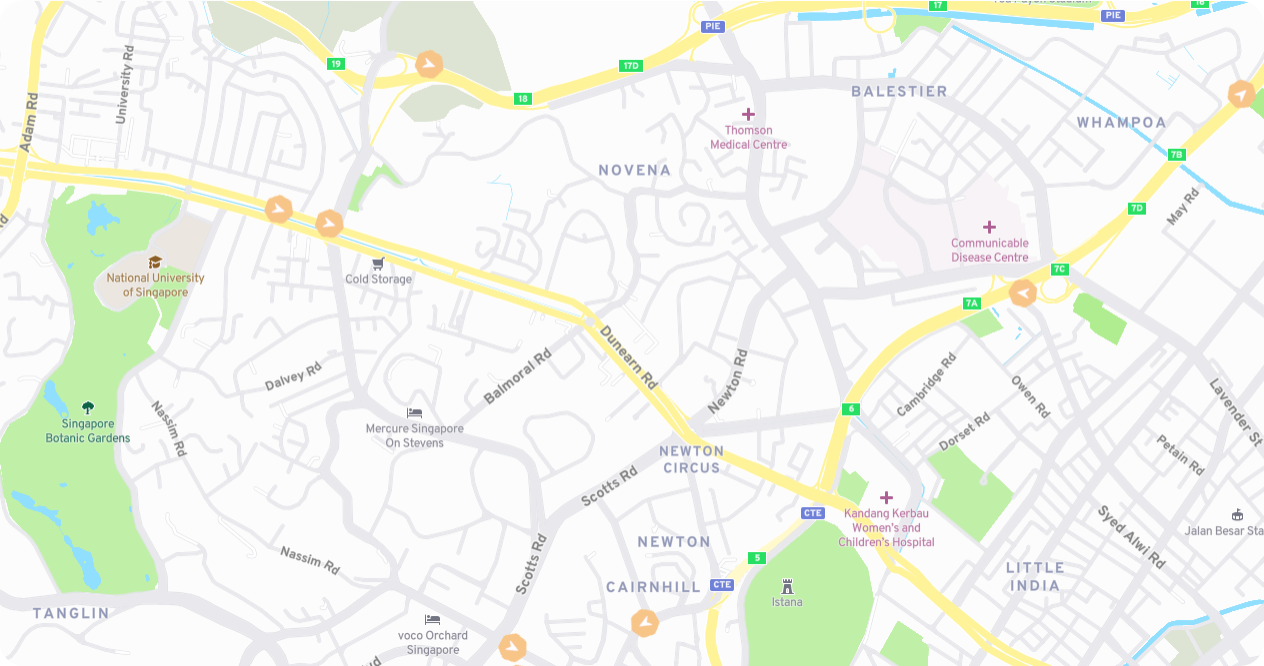 17
PIE
PIE
19
17D
18
University Rd
Adam Rd
BALESTIER
WHAMPOA
Thomson
Medical Centre
7B
NOVENA
7D
May Rd
Rd
Communicable
Disease Centre
7C
National University
of Singapore
Cold Storage
7A
Dunearn Rd
Balmoral Rd
Newton Rd
Dalvey Rd
Cambridge Rd
Owen Rd
Lavender St
6
Singapore
Botanic Gardens
Nassim Rd
Mercure Singapore
On Stevens
Dorset Rd
NEWTON
CIRCUS
Petain Rd
Scotts Rd
CTE
Kandang Kerbau
Women's and
Children's Hospital
Syed Alwi Rd
Jalan Besar Sta
NEWTON
Scotts Rd
Nassim Rd
5
LITTLE
INDIA
CAIRNHILL
CTE
Istana
TANGLIN
voco Orchard
Singapore